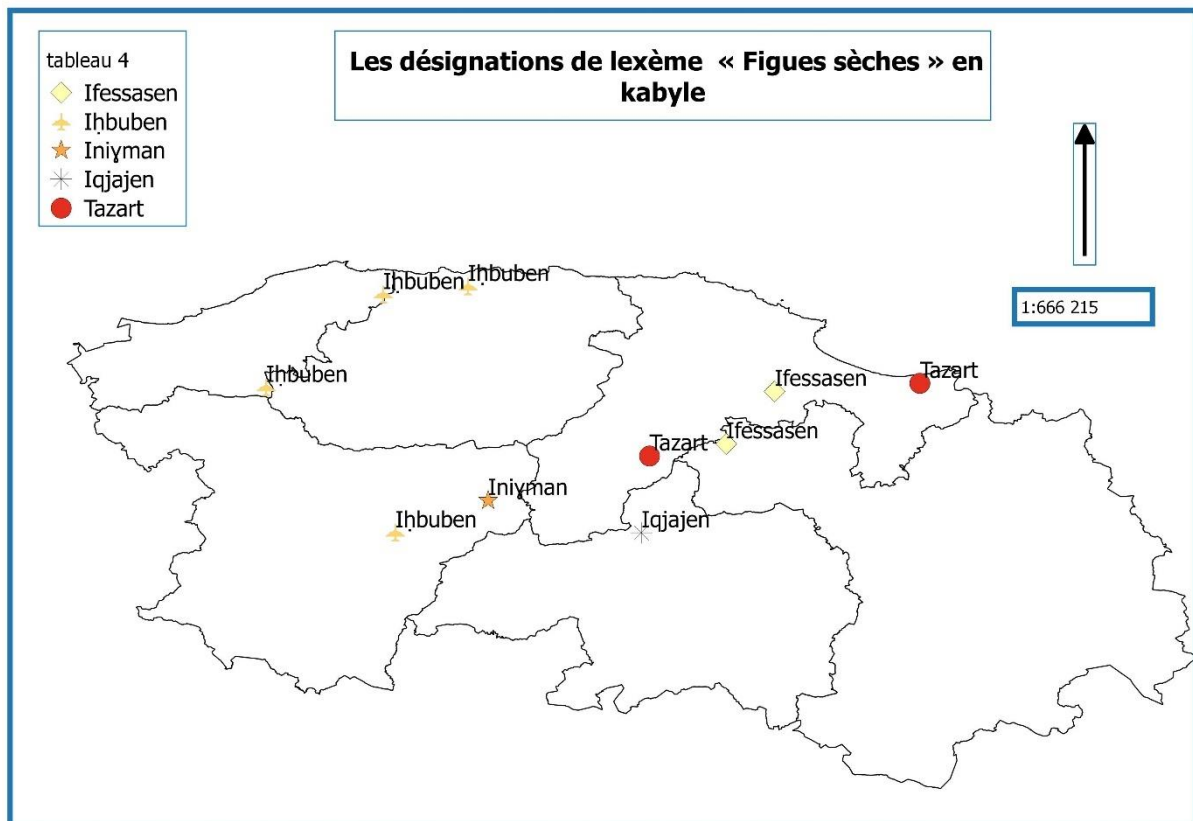 tableau 4
Ifessasen
Iḥbuben
Iniɣman
Iqjajen
Tazart
Les désignations de lexème « Figues sèches » en
kabyle
1:666 215
Iḥbuben
Iḥbuben
Iḥbuben
Ifessasen
Tazart
Ifessasen
Tazart
Iniɣman
Iḥbuben
Iqjajen